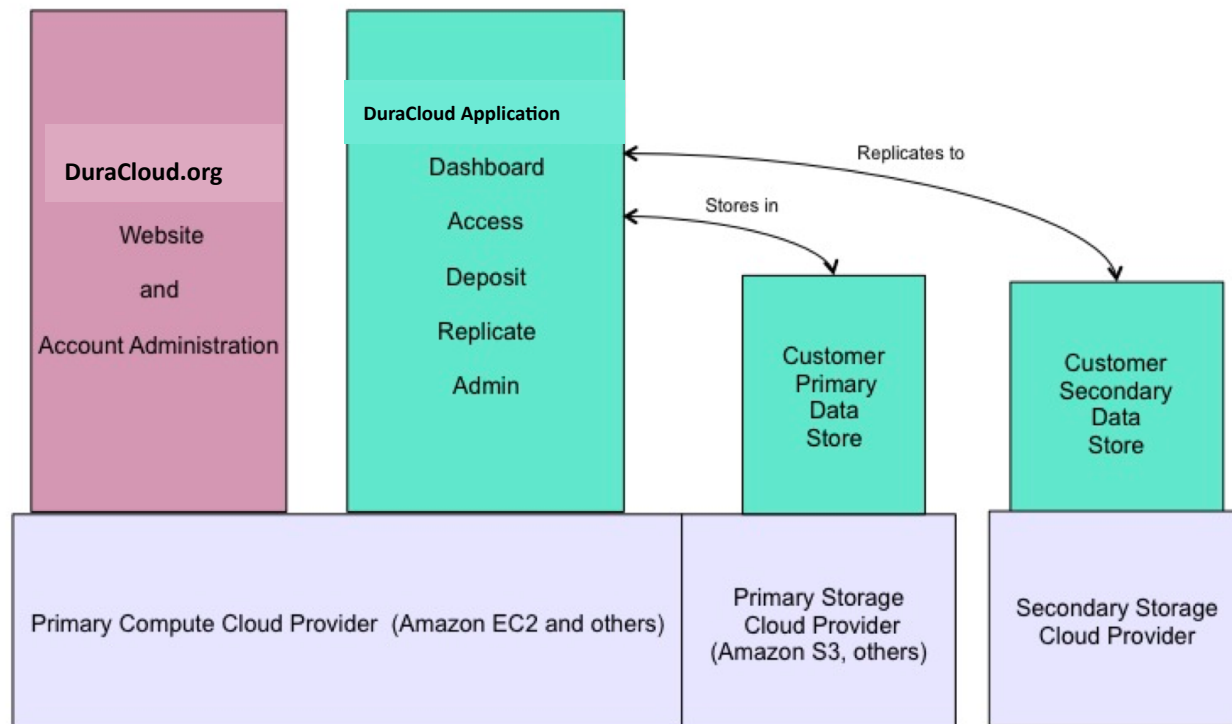 DuraCloud.org
Website
and
Account Administration
DuraCloud Application
Dashboard
Access
Deposit
Replicate
Admin
Replicates to
Stores in
Customer
Primary
Data
Store
Customer
Secondary
Data
Store
Primary Compute Cloud Provider (Amazon EC2 and others)
Primary Storage
Cloud Provider
(Amazon S3, others)
Secondary Storage
Cloud Provider